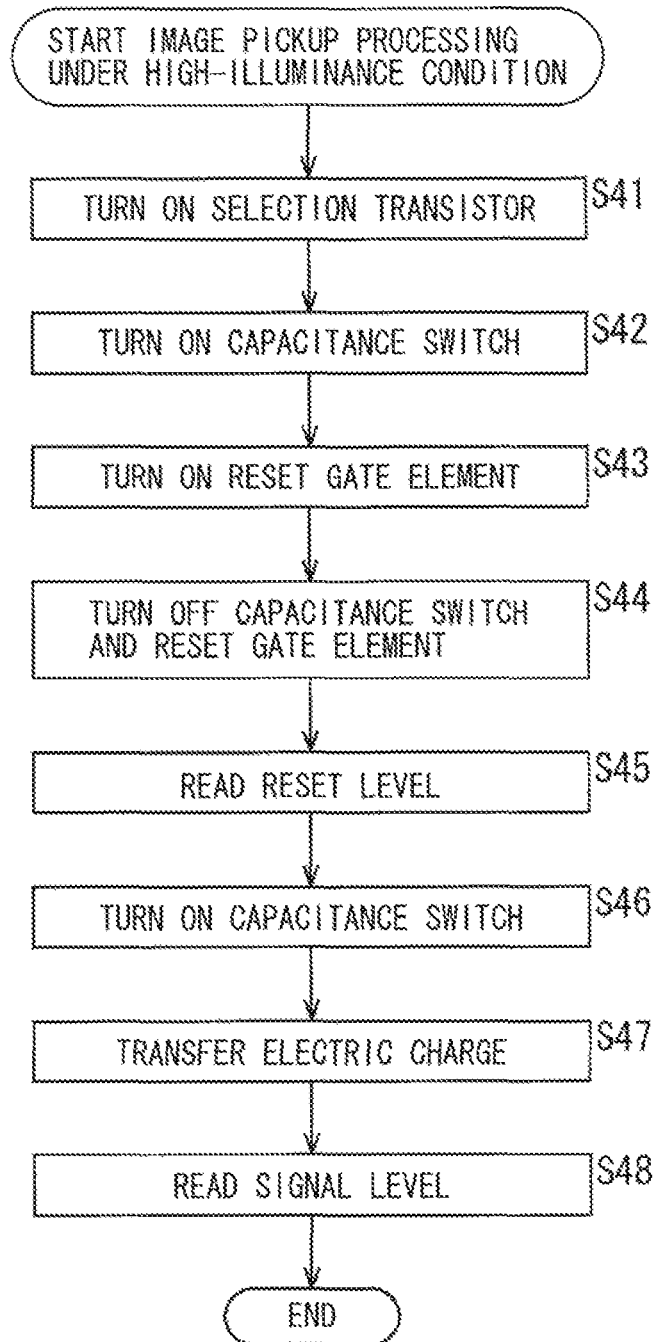 START IMAGE PICKUP PROCESSING
UNDER HIGH-ILLUMINANCE CONDITION
TURN ON SELECTION TRANSISTOR
S41
TURN ON CAPACITANCE SWITCH
S42
TURN ON RESET GATE ELEMENT
S43
TURN OFF CAPACITANCE SWITCH
AND RESET GATE ELEMENT
S44
READ RESET LEVEL
S45
TURN ON CAPACITANCE SWITCH
S46
TRANSFER ELECTRIC CHARGE
S47
READ SIGNAL LEVEL
S48
END